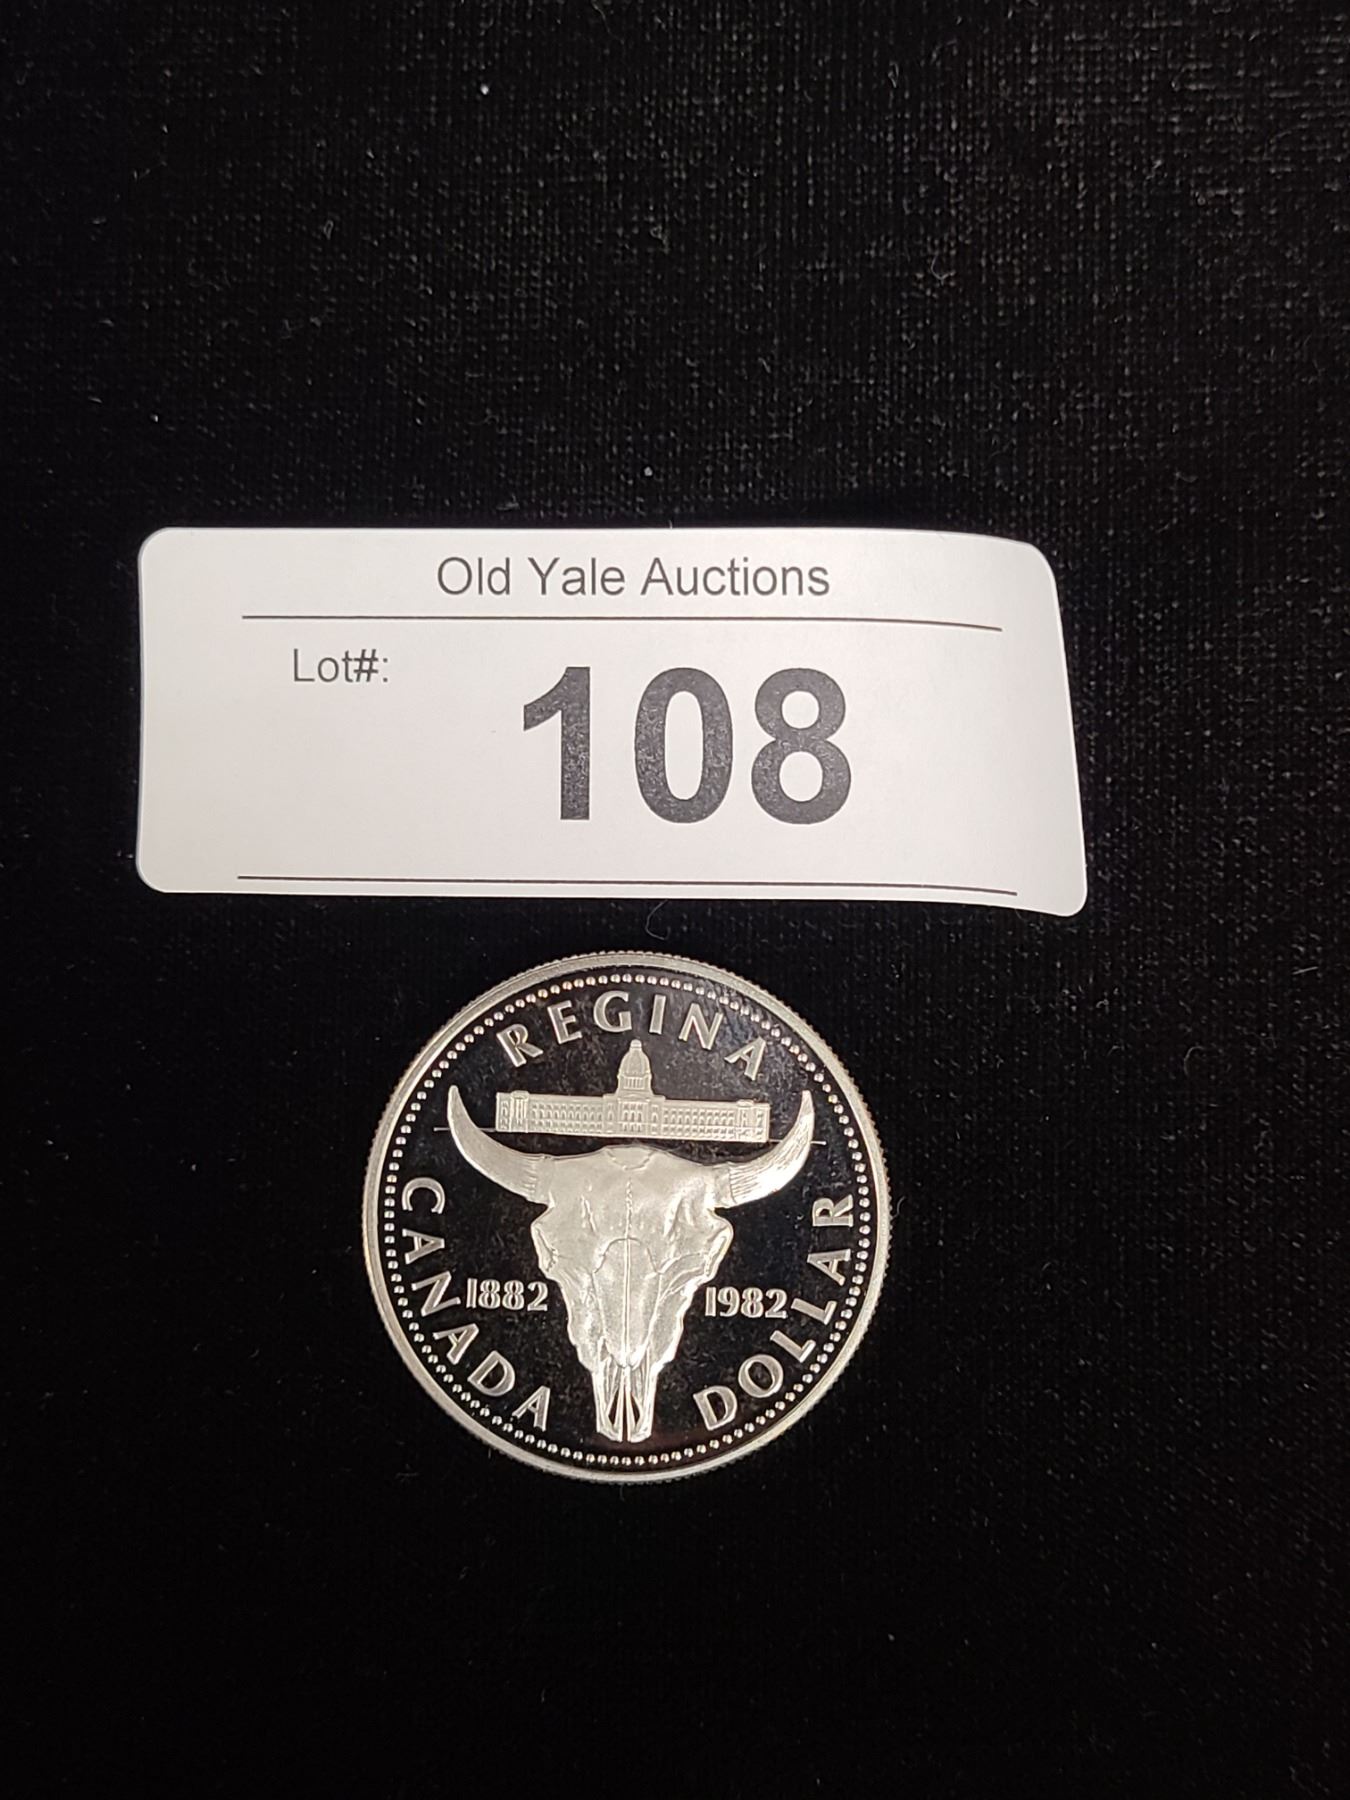 Old Yale Auctions
Lot#:
108
REGINA
CANADA
1882
1982
DOLLAR